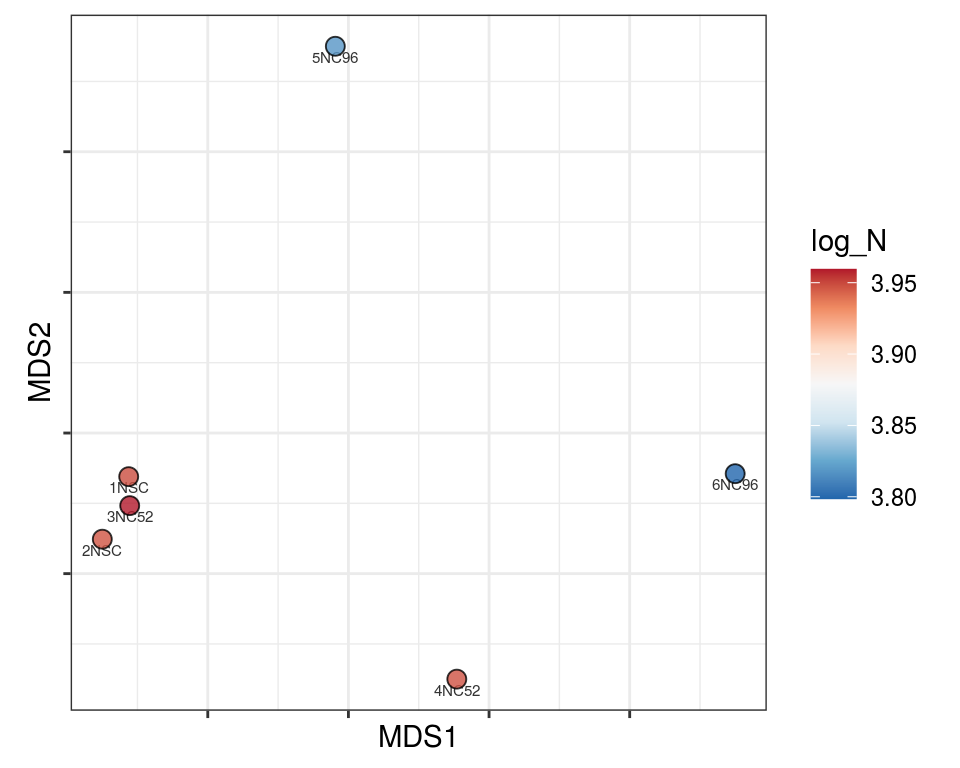 5NC96
1NSC
3NC52
2NSC
6NC96
4NC52
MDS1
MDS2
log_N
3.95
3.90
3.85
3.80